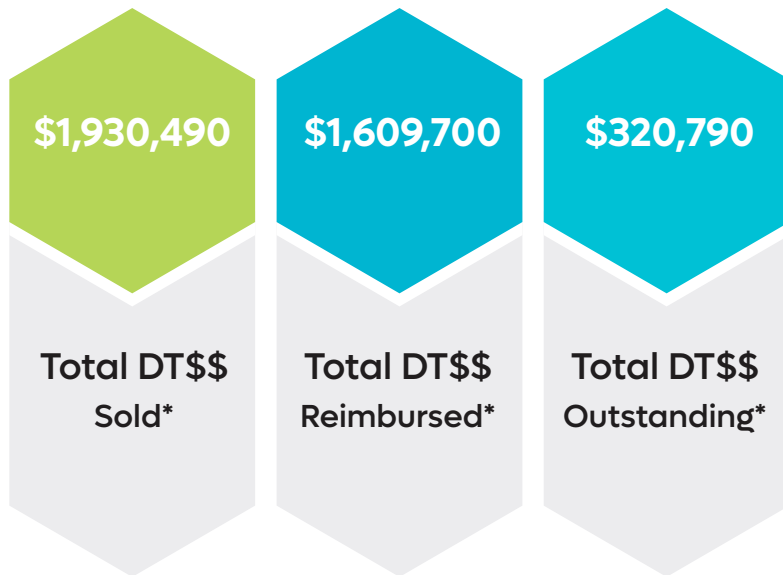 $1,930,490
Total DT$$
Sold*
$1,609,700
Total DT$$
Reimbursed*
$320,790
Total DT$$
Outstanding*